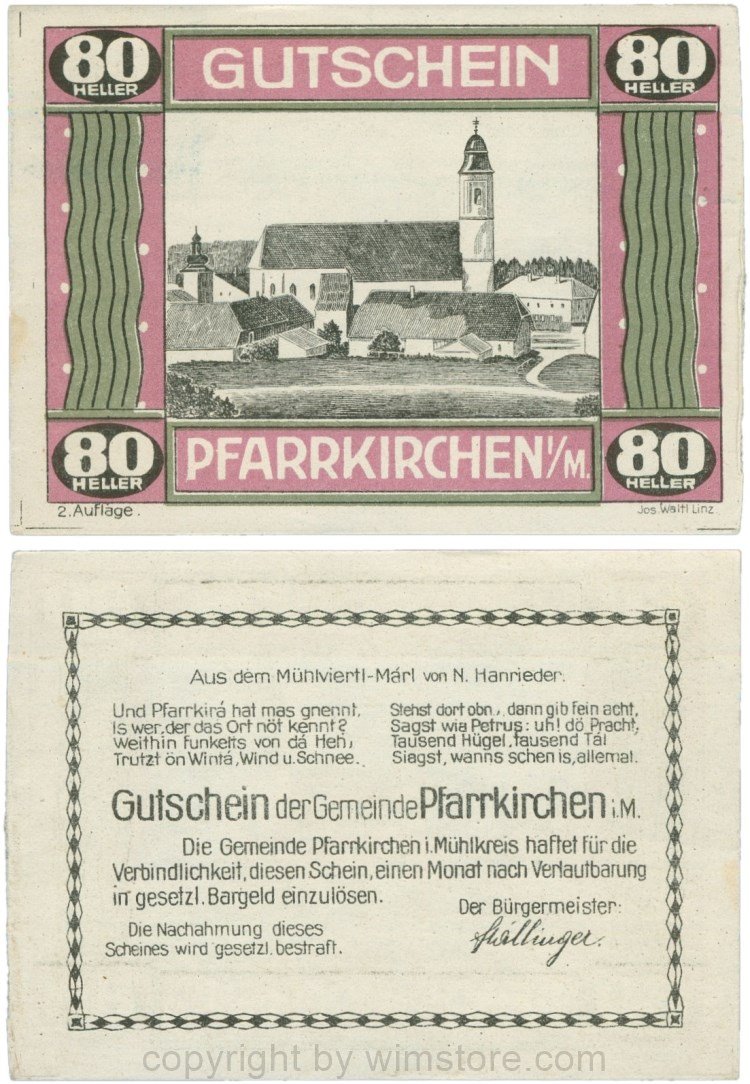 80 HELLER
GUTSCHEIN
80 HELLER
80 HELLER
PFARRKIRCHEN I/M.
80 HELLER
2. Auflage.
Jos. Waitl Linz
Aus dem Mühlviertl-Márl von N. Hanrieder.
Und Pfarrkirá hat mas gnennt,
Is wer, der das Ort nöt kennt?
Weithin funkelts von dá Heh,
Trutzt ön Wintá, Wind u. Schnee.
Stehst dort obn, dann gib fein acht,
Sagst wia Petrus: uh! dö Pracht,
Tausend Hügel, tausend Tál
Siegst, wanns schen is, allemal.
Gutschein der Gemeinde Pfarrkirchen i.M.
Die Gemeinde Pfarrkirchen i. Mühlkreis haftet für die
Verbindlichkeit, diesen Schein, einen Monat nach Verlautbarung
in gesetzl. Bargeld einzulösen.
Die Nachahmung dieses
Scheines wird gesetzl. bestraft.
Der Bürgermeister:
copyright by wimstore.com